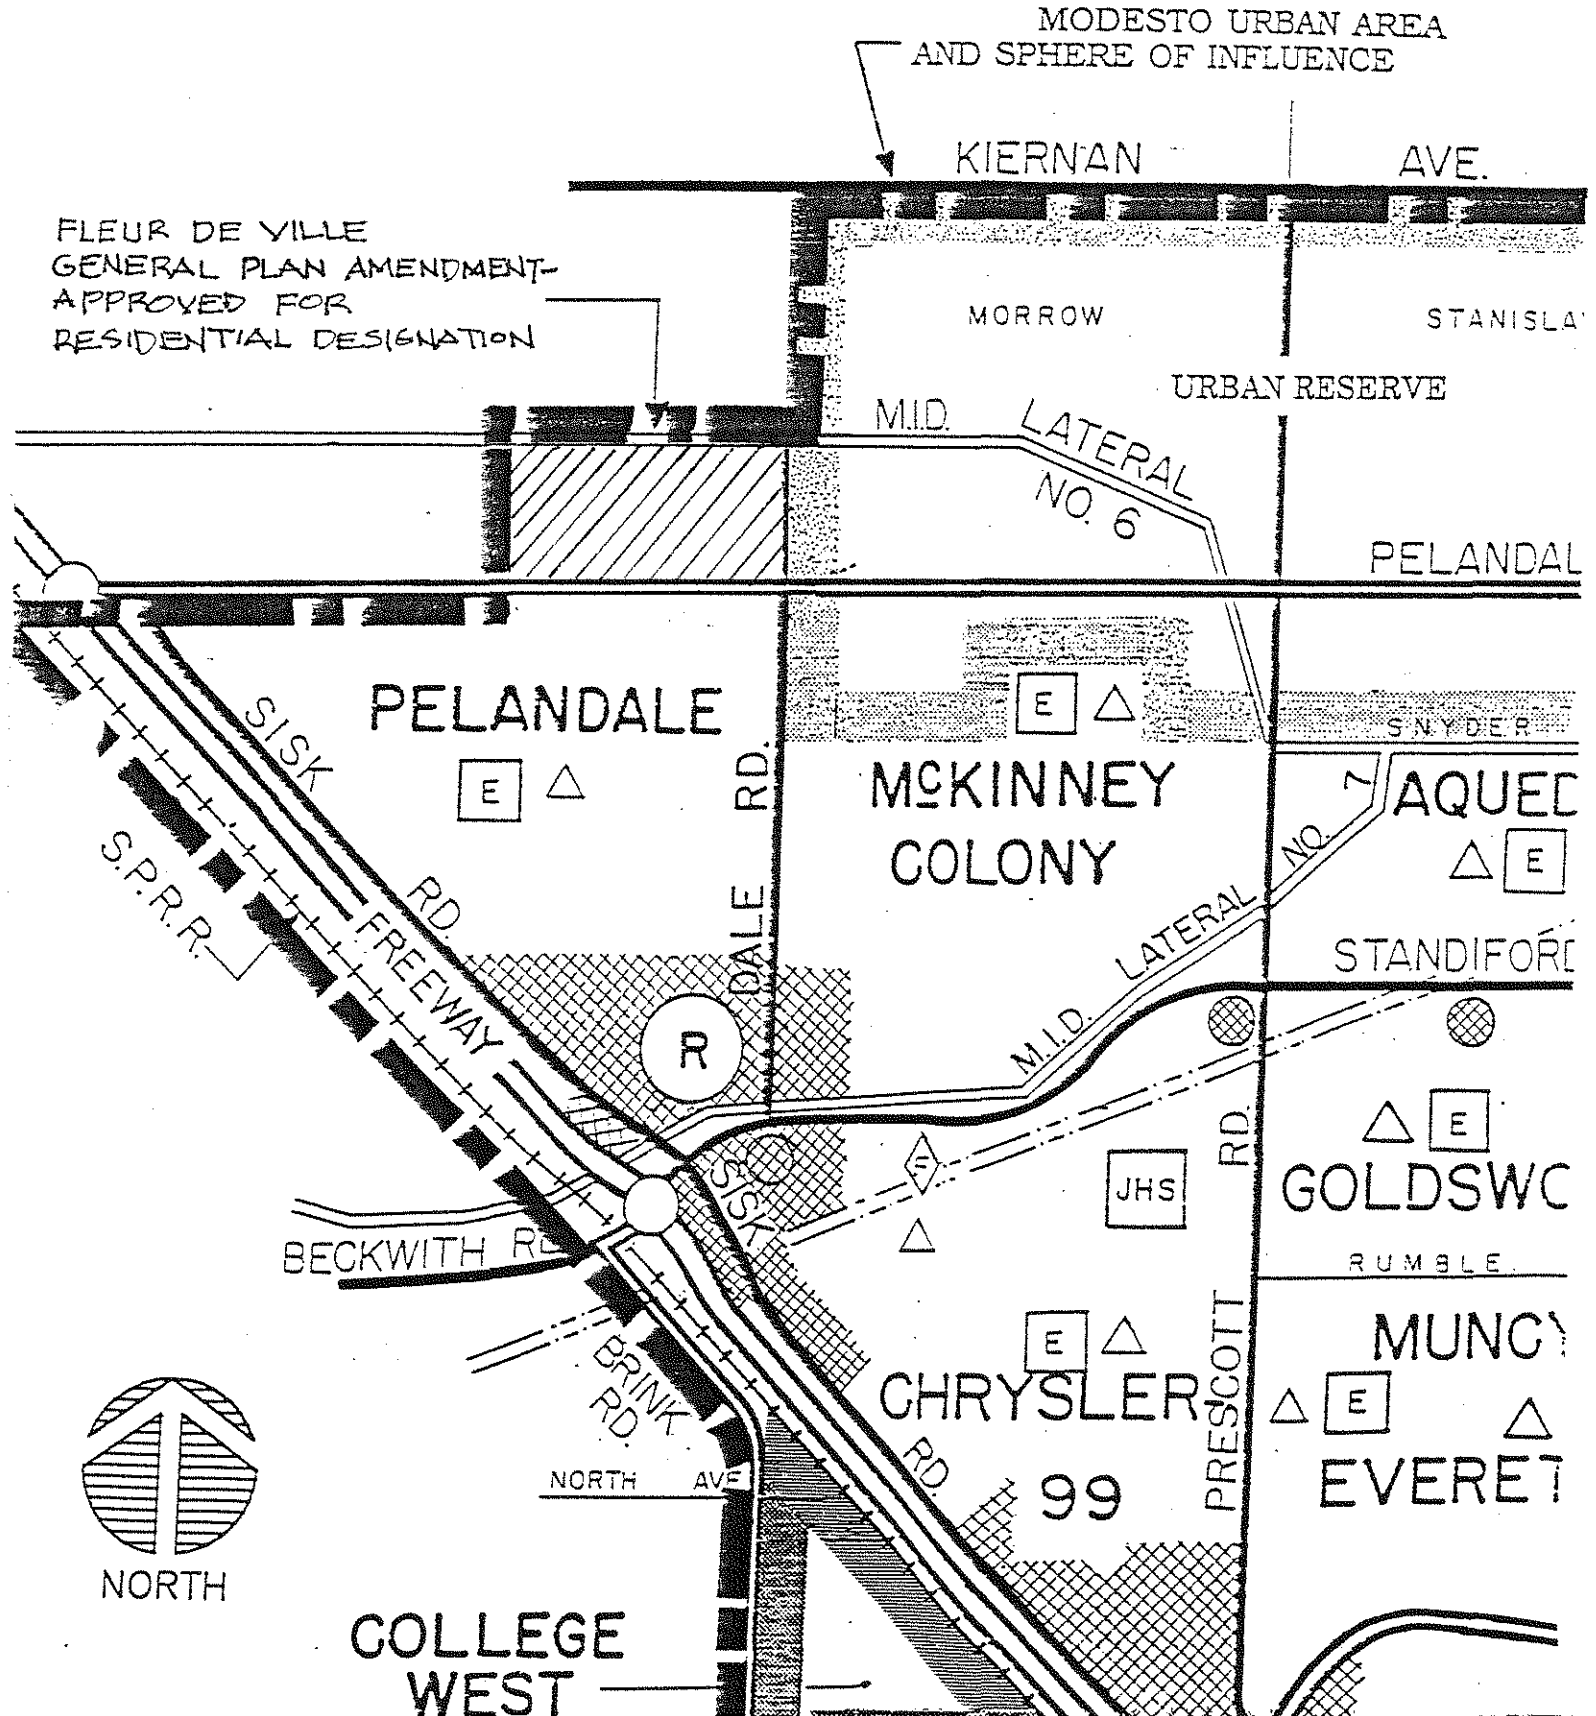 MODESTO URBAN AREA
AND SPHERE OF INFLUENCE
KIERNAN AVE.
FLEUR DE VILLE
GENERAL PLAN AMENDMENT-
APPROVED FOR
RESIDENTIAL DESIGNATION
MORROW
STANISLA
URBAN RESERVE
M.I.D. LATERAL
NO. 6
PELANDAL
SISK RD.
PELANDALE
E
E
SNYDER
DALE RD.
McKINNEY
COLONY
AQUED
E
S.P.R.R.
FREEWAY
M.I.D. LATERAL NO. 7
STANDIFORD
R
E
JHS
PRESCOTT RD.
GOLDSWO
SISK RD.
BECKWITH RD
RUMBLE
E
MUNCY
BRINK
RD.
CHRYSLER
E
NORTH AVE
99
EVERET
NORTH
COLLEGE
WEST